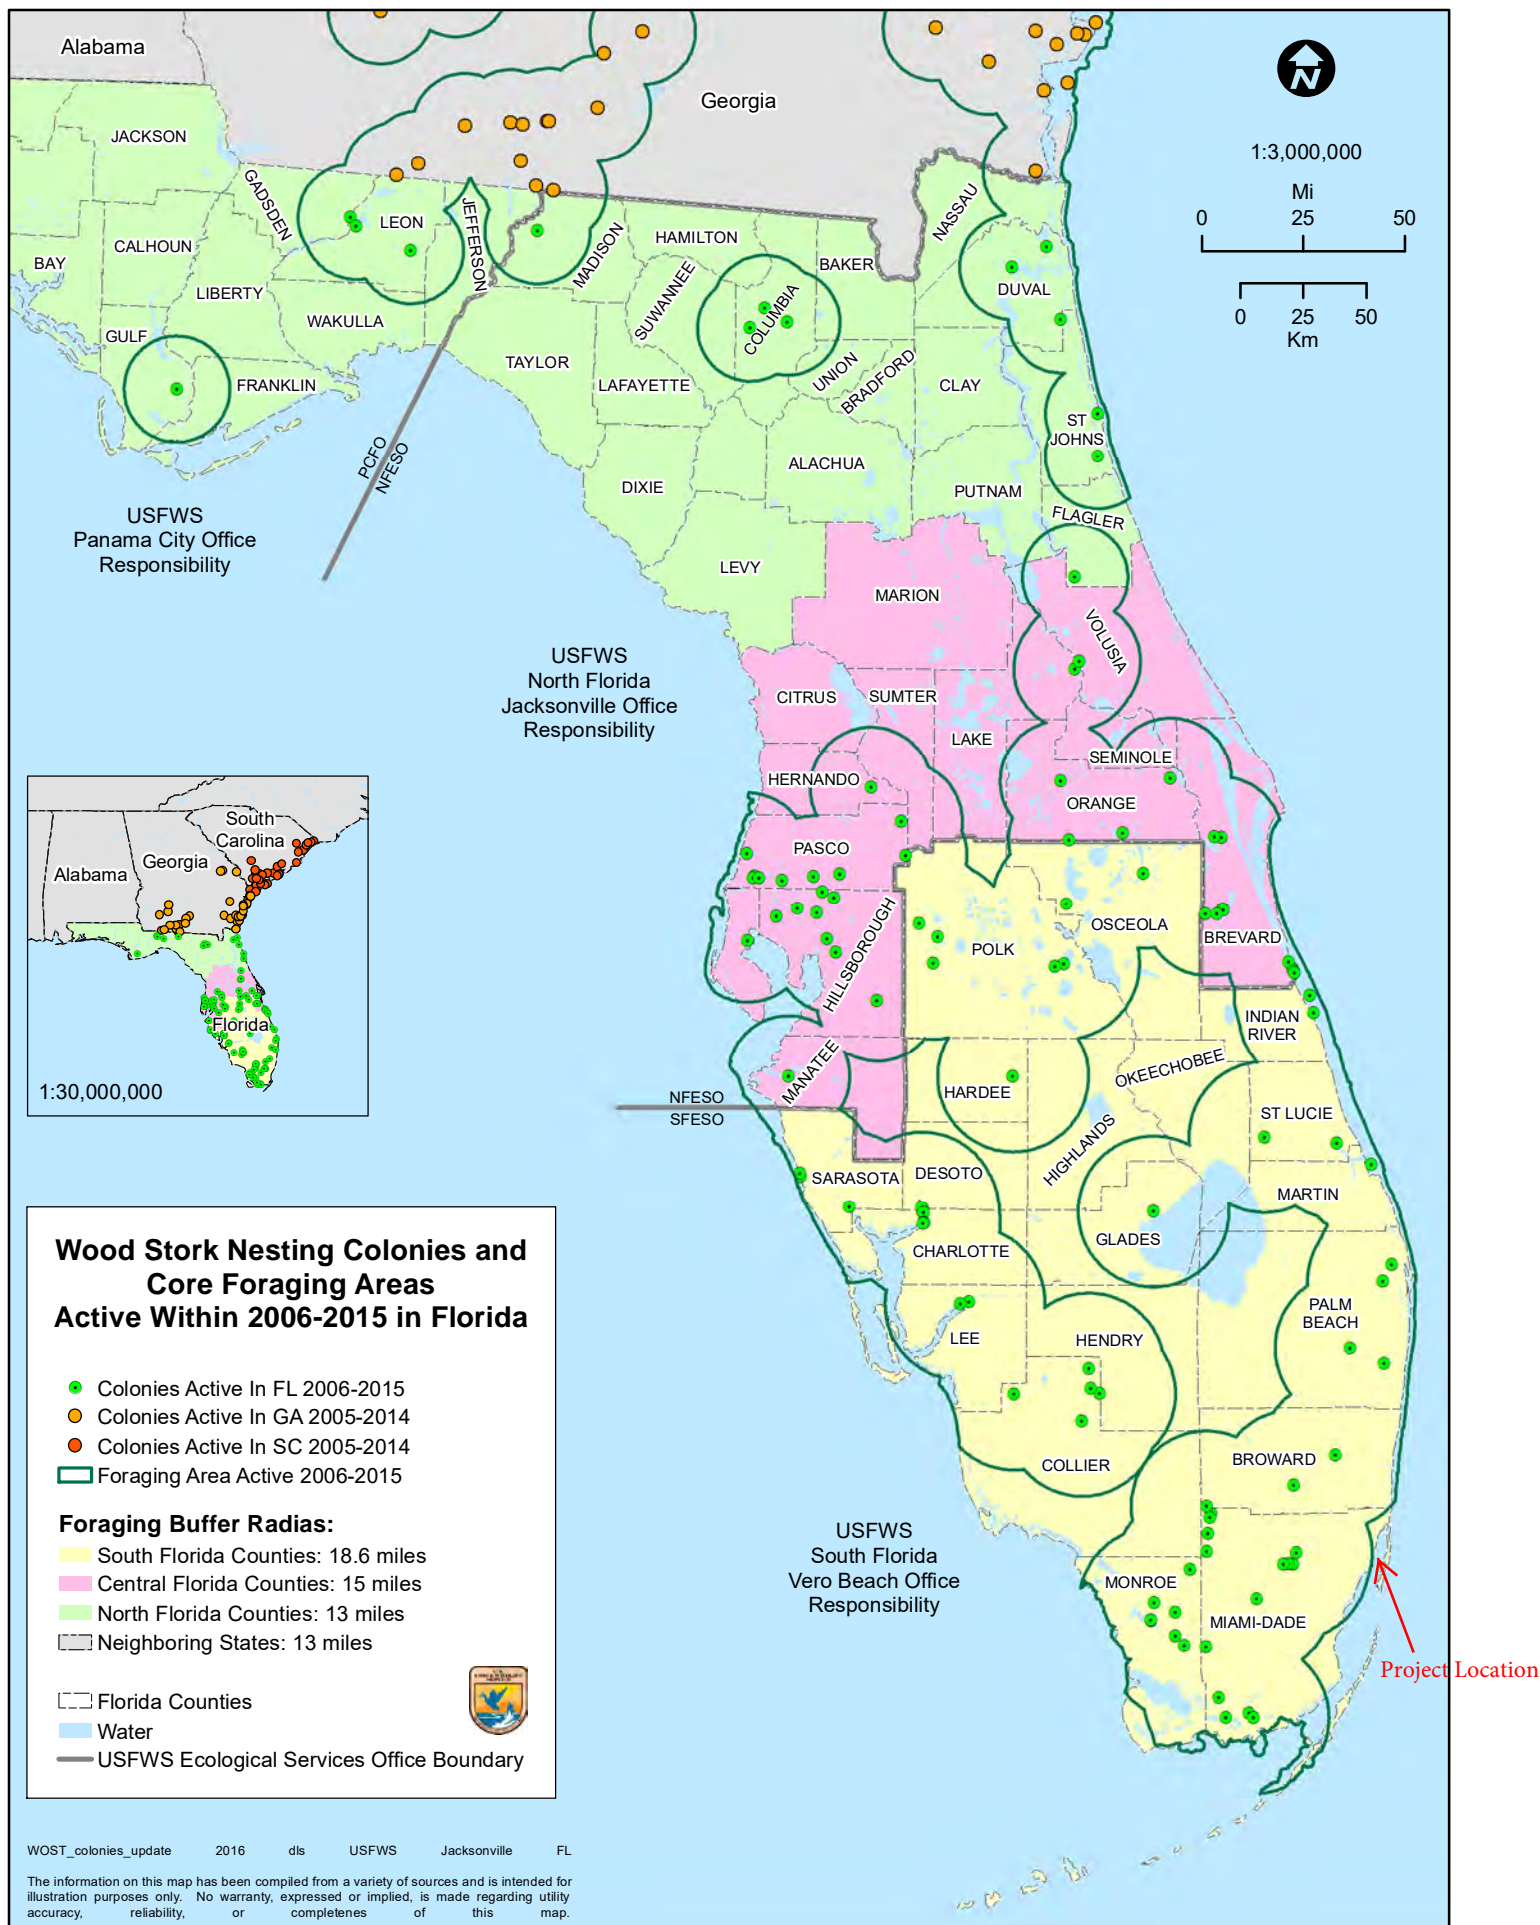 Alabama
Georgia
1:3,000,000
Mi
0 25 50
0 25 50
Km
JACKSON
GADSDEN
LEON
JEFFERSON
MADISON
HAMILTON
NASSAU
CALHOUN
BAY
BAKER
SUWANNEE
LIBERTY
DUVAL
COLUMBIA
WAKULLA
GULF
TAYLOR
UNION
BRADFORD
FRANKLIN
LAFAYETTE
CLAY
ST
JOHNS
PCFO
NFESO
ALACHUA
DIXIE
PUTNAM
FLAGLER
USFWS
Panama City Office
Responsibility
LEVY
MARION
VOLUSIA
USFWS
North Florida
Jacksonville Office
Responsibility
CITRUS
SUMTER
LAKE
SEMINOLE
HERNANDO
ORANGE
PASCO
South
Carolina
Georgia
Alabama
Florida
1:30,000,000
HILLSBOROUGH
POLK
OSCEOLA
BREVARD
INDIAN
RIVER
MANATEE
HARDEE
OKEECHOBEE
NFESO
SFESO
ST LUCIE
HIGHLANDS
SARASOTA
DESOTO
MARTIN
CHARLOTTE
GLADES
PALM
BEACH
LEE
HENDRY
COLLIER
BROWARD
USFWS
South Florida
Vero Beach Office
Responsibility
MONROE
MIAMI-DADE
Project Location
Wood Stork Nesting Colonies and
Core Foraging Areas
Active Within 2006-2015 in Florida
Colonies Active In FL 2006-2015
Colonies Active In GA 2005-2014
Colonies Active In SC 2005-2014
Foraging Area Active 2006-2015
Foraging Buffer Radias:
South Florida Counties: 18.6 miles
Central Florida Counties: 15 miles
North Florida Counties: 13 miles
Neighboring States: 13 miles
Florida Counties
Water
USFWS Ecological Services Office Boundary
WOST_colonies_update 2016 dls USFWS Jacksonville FL
The information on this map has been compiled from a variety of sources and is intended for
illustration purposes only. No warranty, expressed or implied, is made regarding utility
accuracy, reliability, or completenes of this map.
N